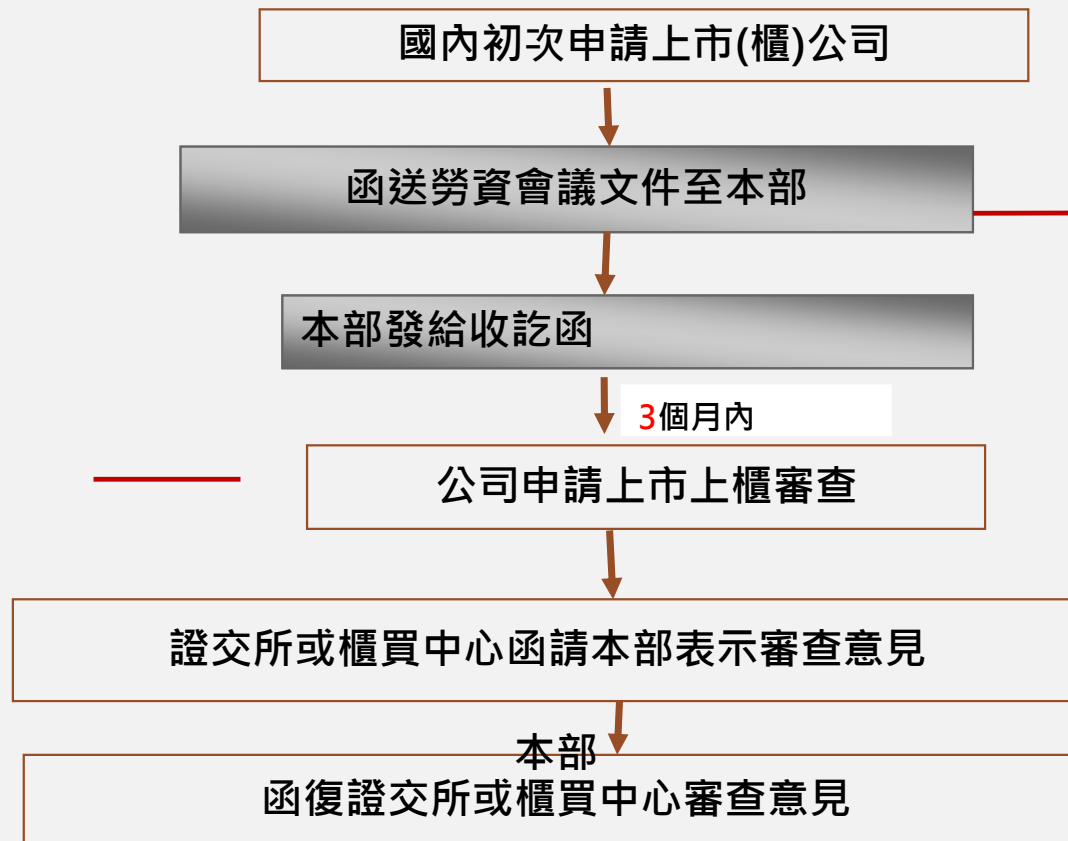 國內初次申請上市(櫃)公司
函送勞資會議文件至本部
本部發給收訖函
3個月內
公司申請上市上櫃審查
證交所或櫃買中心函請本部表示審查意見
本部
函復證交所或櫃買中心審查意見